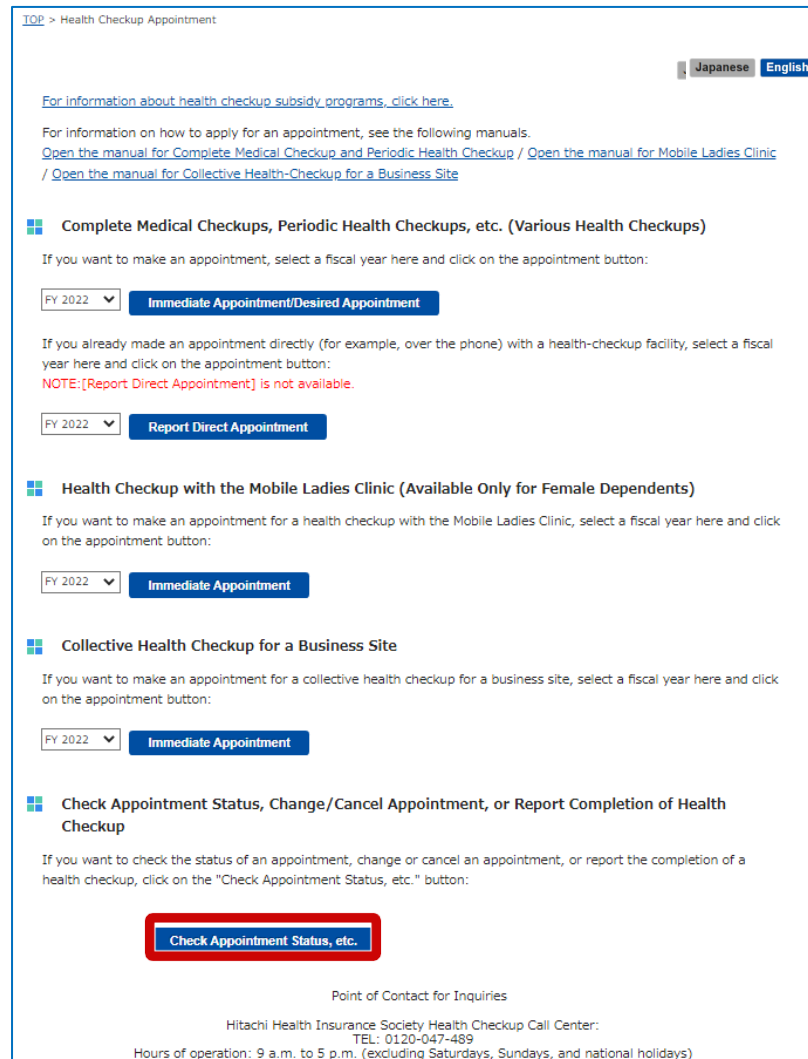 TOP > Health Checkup Appointment
Japanese English
For information about health checkup subsidy programs, click here.
For information on how to apply for an appointment, see the following manuals.
Open the manual for Complete Medical Checkup and Periodic Health Checkup / Open the manual for Mobile Ladies Clinic
/ Open the manual for Collective Health-Checkup for a Business Site
Complete Medical Checkups, Periodic Health Checkups, etc. (Various Health Checkups)
If you want to make an appointment, select a fiscal year here and click on the appointment button:
FY 2022 Immediate Appointment/Desired Appointment
If you already made an appointment directly (for example, over the phone) with a health-checkup facility, select a fiscal
year here and click on the appointment button:
NOTE:[Report Direct Appointment] is not available.
FY 2022 Report Direct Appointment
Health Checkup with the Mobile Ladies Clinic (Available Only for Female Dependents)
If you want to make an appointment for a health checkup with the Mobile Ladies Clinic, select a fiscal year here and click
on the appointment button:
FY 2022 Immediate Appointment
Collective Health Checkup for a Business Site
If you want to make an appointment for a collective health checkup for a business site, select a fiscal year here and click
on the appointment button:
FY 2022 Immediate Appointment
Check Appointment Status, Change/Cancel Appointment, or Report Completion of Health
Checkup
If you want to check the status of an appointment, change or cancel an appointment, or report the completion of a
health checkup, click on the "Check Appointment Status, etc." button:
Check Appointment Status, etc.
Point of Contact for Inquiries
Hitachi Health Insurance Society Health Checkup Call Center:
TEL: 0120-047-489
Hours of operation: 9 a.m. to 5 p.m. (excluding Saturdays, Sundays, and national holidays)